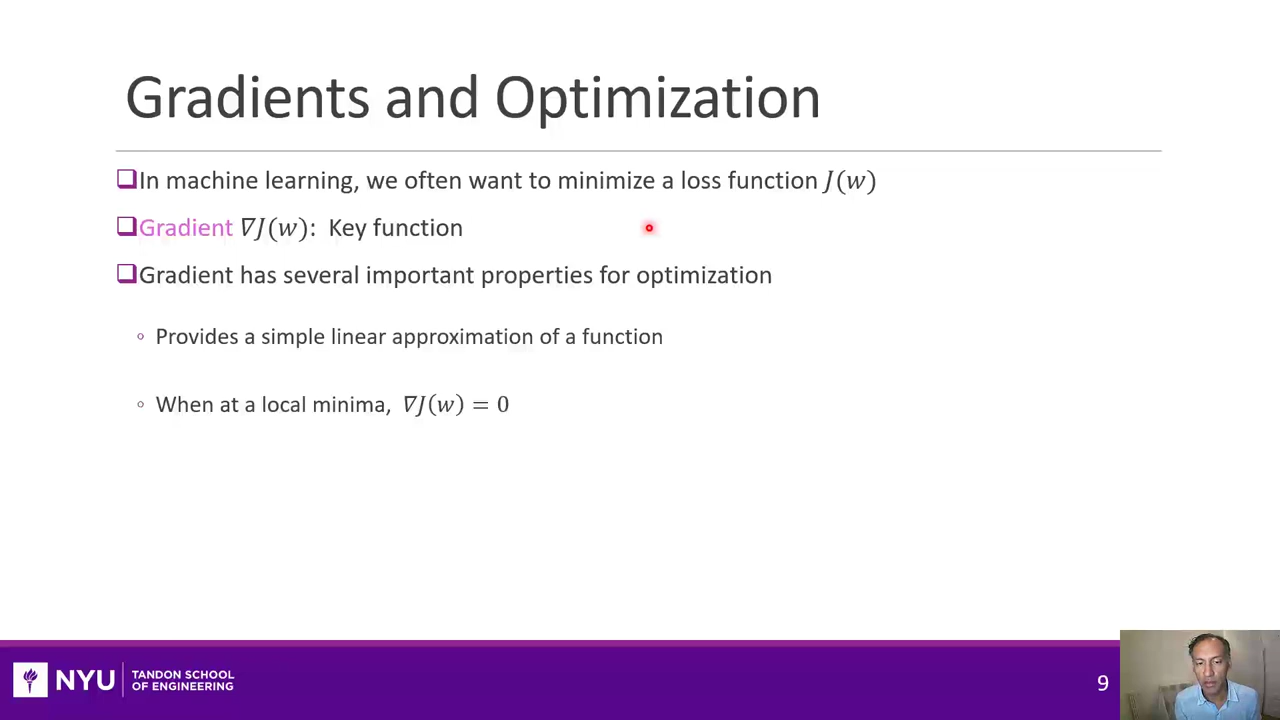 Gradients and Optimization
In machine learning, we often want to minimize a loss function J(w)
Gradient ∇J(w): Key function
Gradient has several important properties for optimization
Provides a simple linear approximation of a function
When at a local minima, ∇J(w) = 0
NYU
TANDON SCHOOL
OF ENGINEERING
9